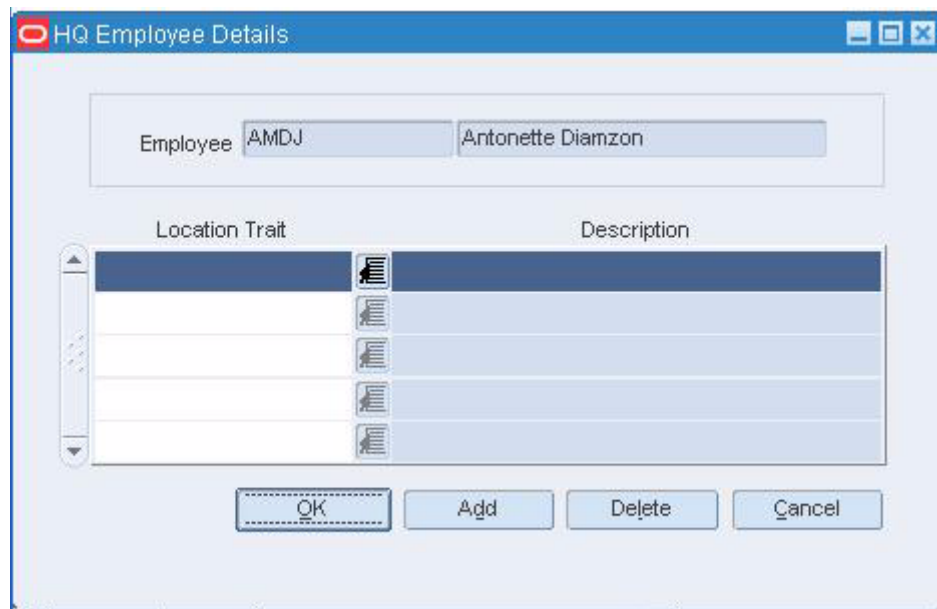 HQ Employee Details
Employee AMDJ Antonette Diamzon
Location Trait Description
OK Add Delete Cancel